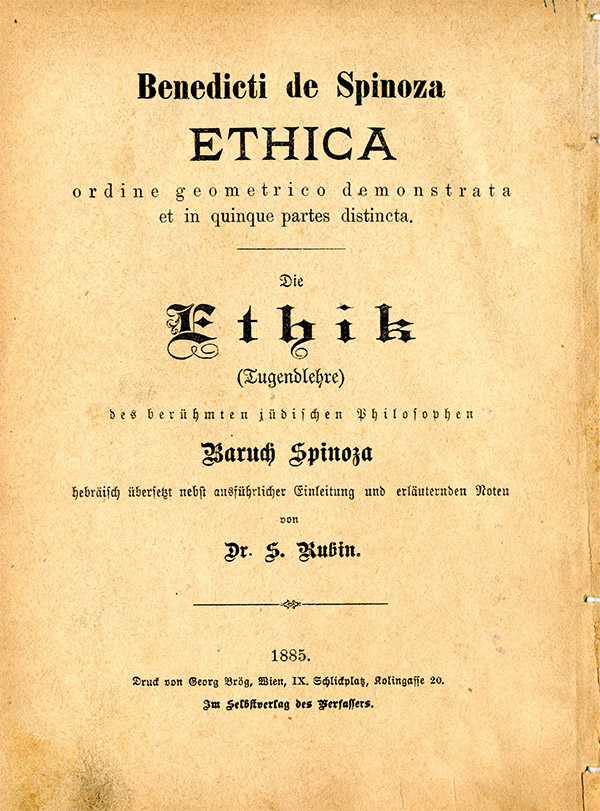 Benedicti de Spinoza
ETHICA
ordine geometrico demonstrata
et in quinque partes distincta.
Die
Ethik
(Tugendlehre)
des berühmten jüdischen Philosophen
Baruch Spinoza
hebräisch übersetzt nebst ausführlicher Einleitung und erläuternden Noten
von
Dr. S. Rubin.
1885.
Druck von Georg Brög, Wien, IX. Schlickplatz, Kolingasse 20.
Im Selbstverlag des Verfassers.